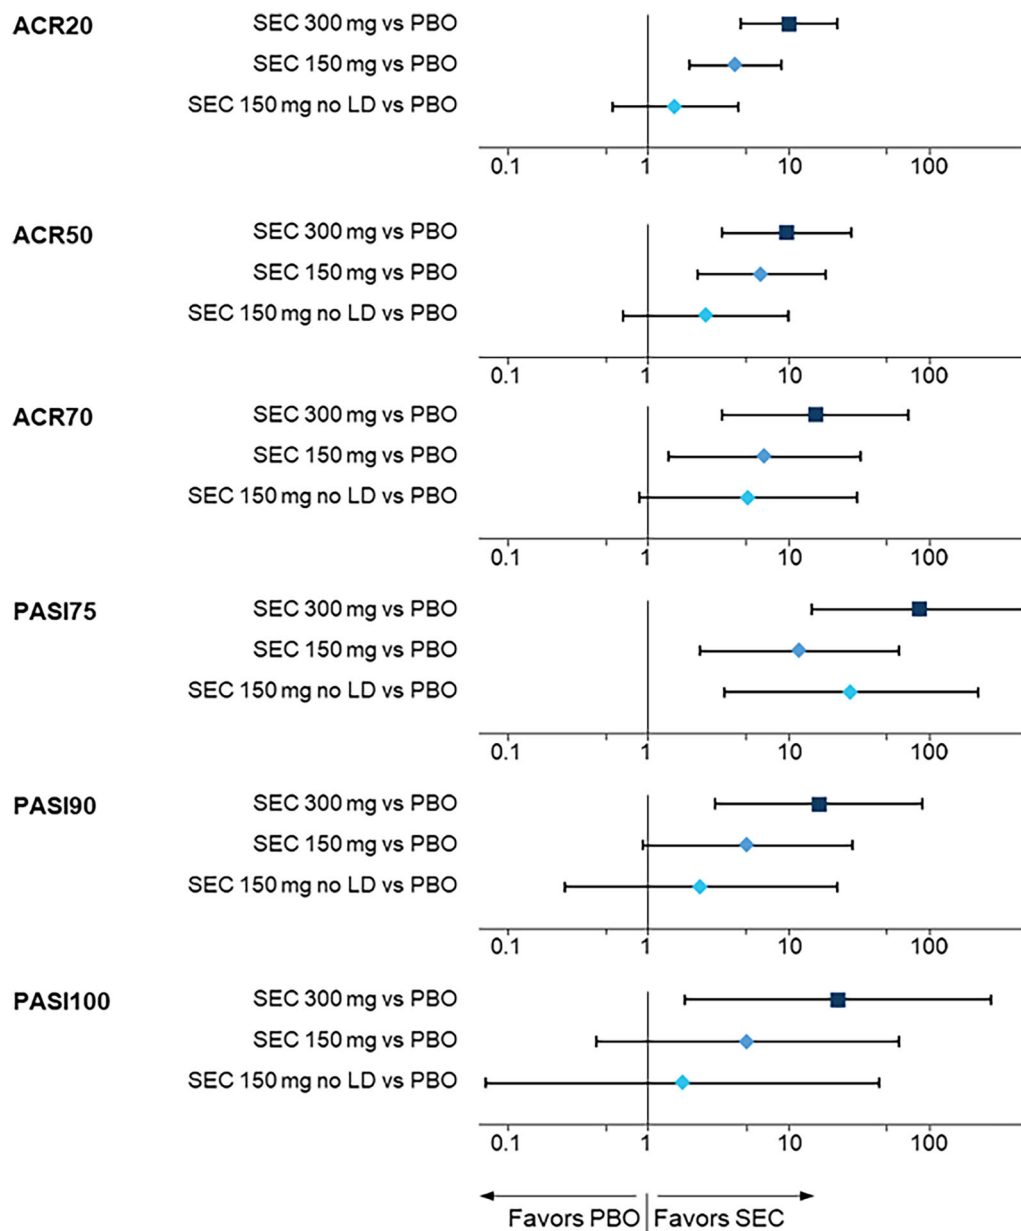 ACR20 SEC 300 mg vs PBO
SEC 150 mg vs PBO
SEC 150 mg no LD vs PBO
0.1 1 10 100
ACR50 SEC 300 mg vs PBO
SEC 150 mg vs PBO
SEC 150 mg no LD vs PBO
0.1 1 10 100
ACR70 SEC 300 mg vs PBO
SEC 150 mg vs PBO
SEC 150 mg no LD vs PBO
0.1 1 10 100
PASI75 SEC 300 mg vs PBO
SEC 150 mg vs PBO
SEC 150 mg no LD vs PBO
0.1 1 10 100
PASI90 SEC 300 mg vs PBO
SEC 150 mg vs PBO
SEC 150 mg no LD vs PBO
0.1 1 10 100
PASI100 SEC 300 mg vs PBO
SEC 150 mg vs PBO
SEC 150 mg no LD vs PBO
0.1 1 10 100
Favors PBO Favors SEC